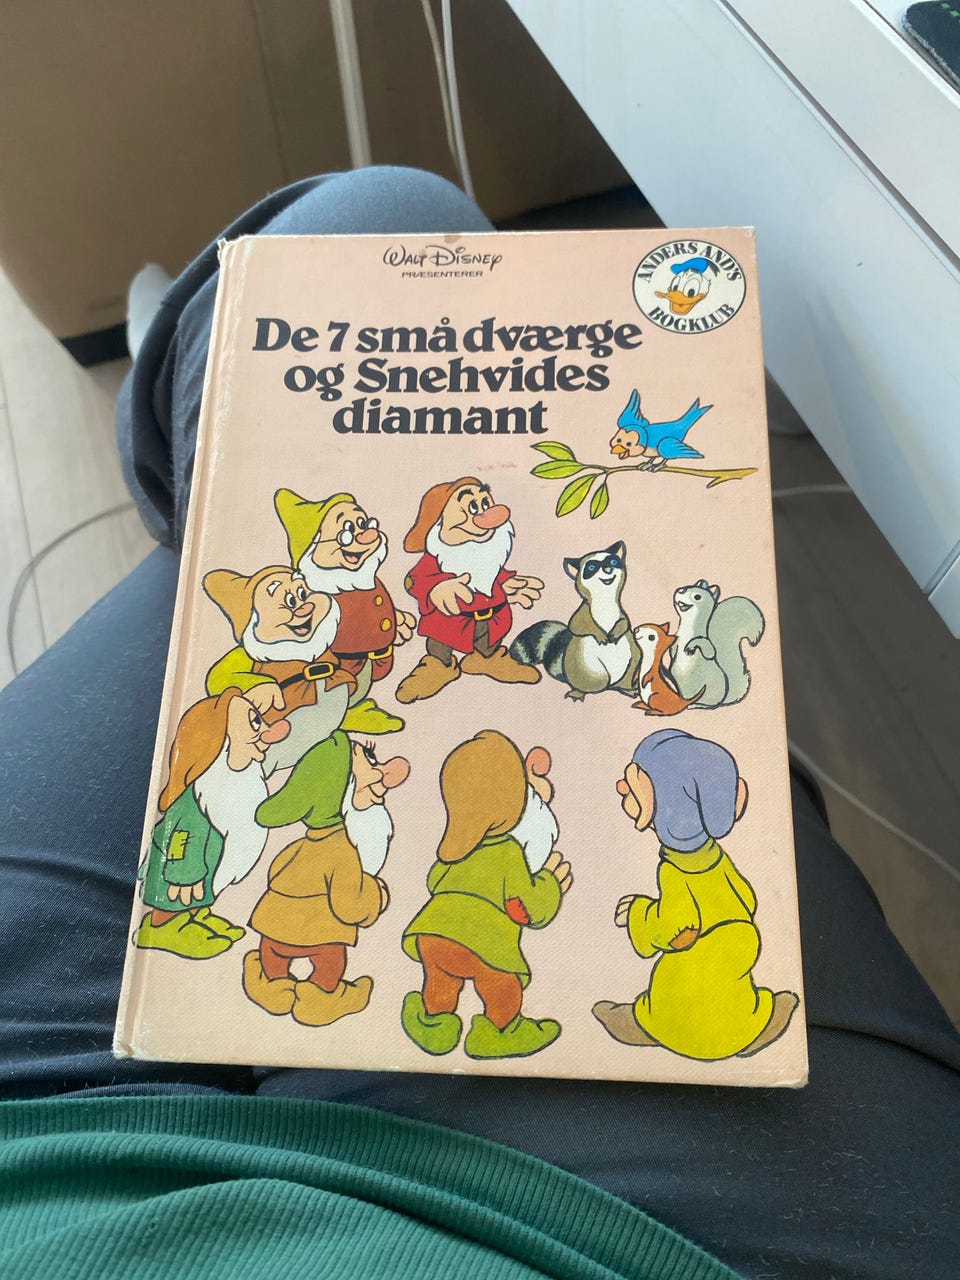 Walt Disney
PRÆSENTERER
ANDERS AND'S
BOGKLUB
De 7 små dværge
og Snehvides
diamant